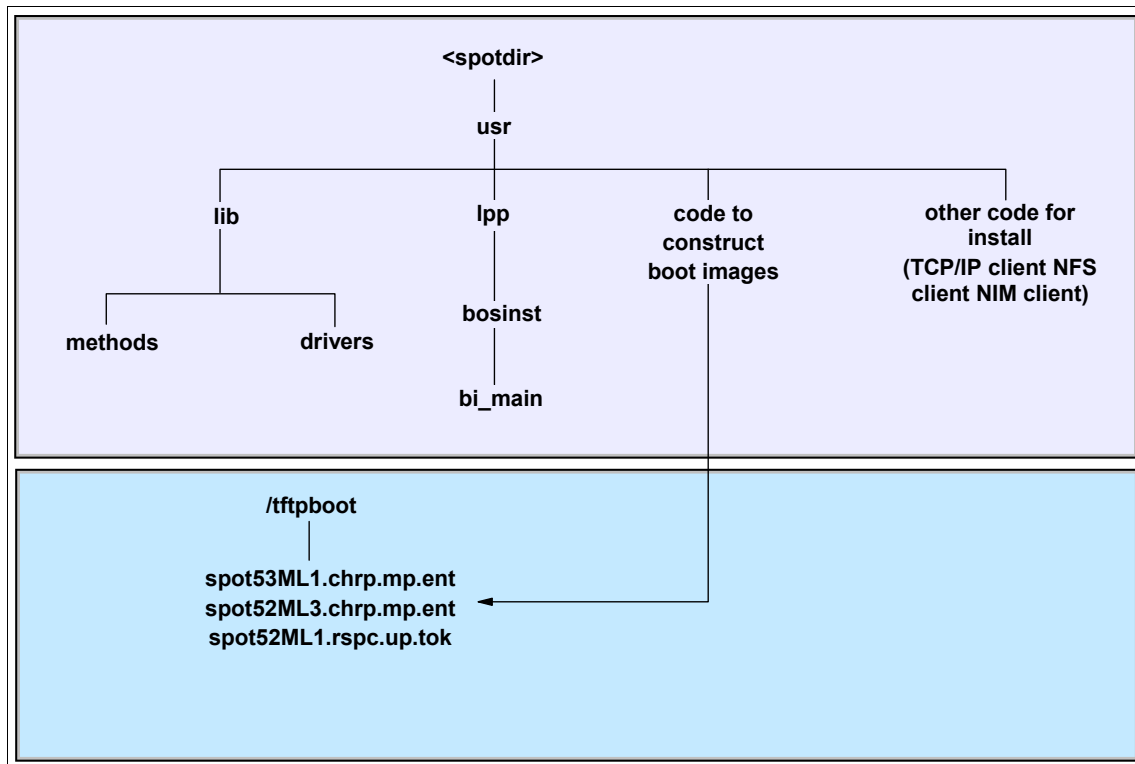 <spotdir>
usr
lib
lpp
code to
construct
boot images
other code for
install
(TCP/IP client NFS
client NIM client)
methods
drivers
bosinst
bi_main
/tftpboot
spot53ML1.chrp.mp.ent
spot52ML3.chrp.mp.ent
spot52ML1.rspc.up.tok